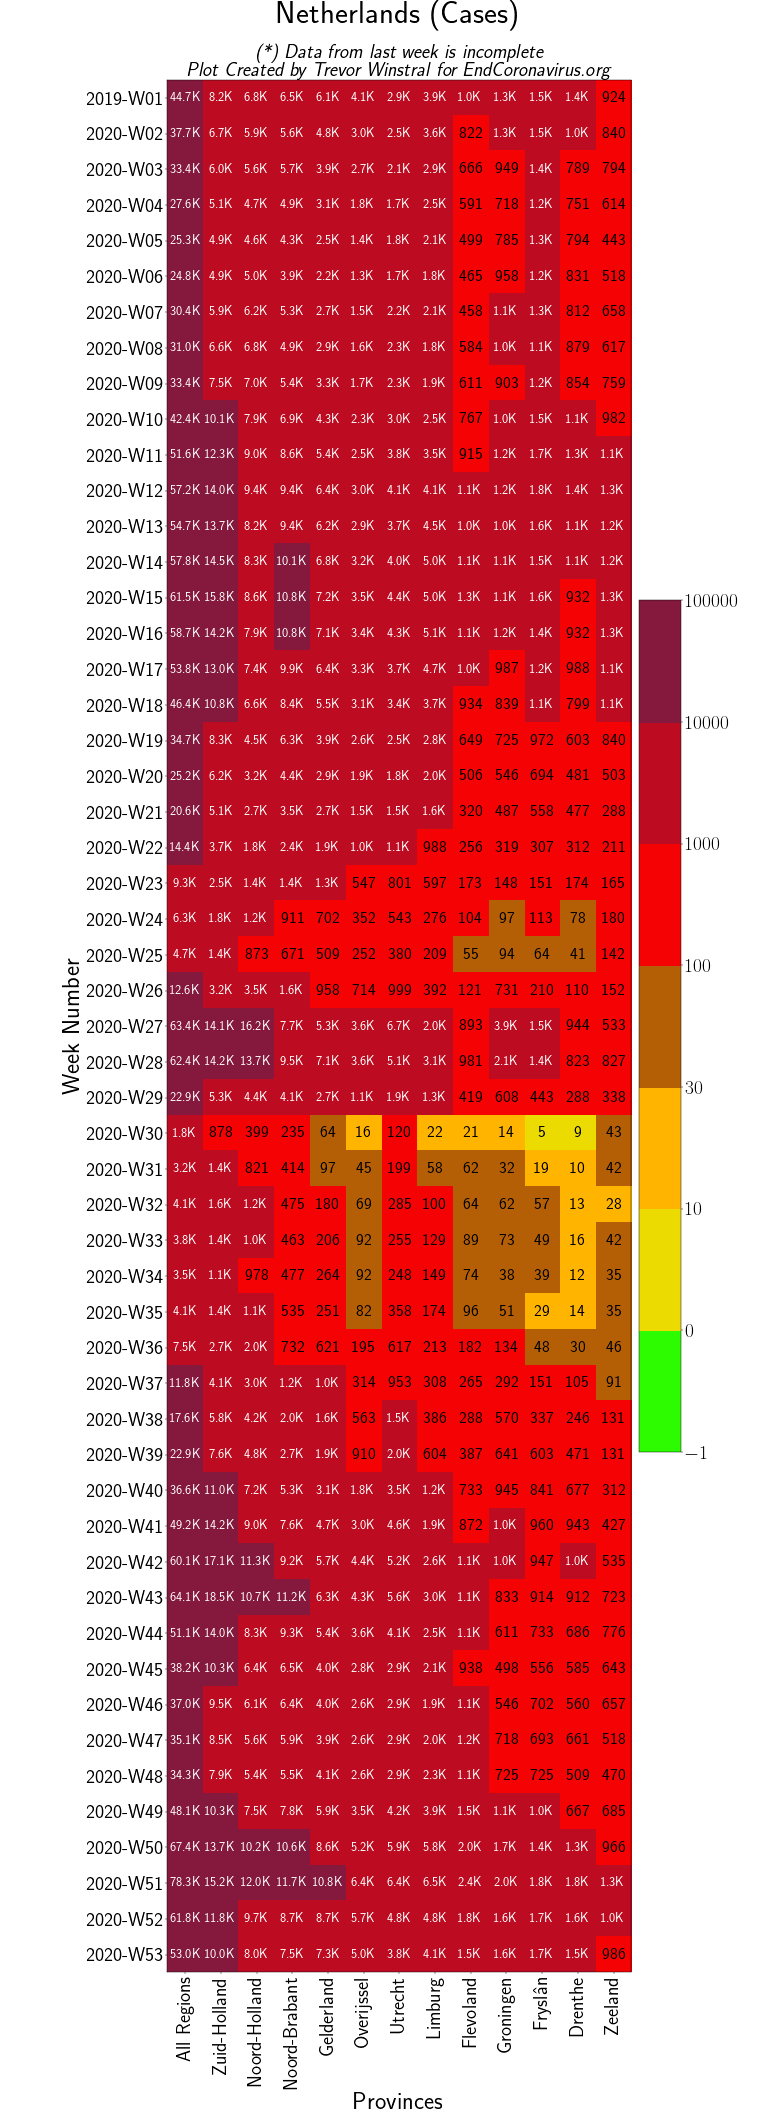 Netherlands (Cases)
(*) Data from last week is incomplete
Plot Created by Trevor Winstral for EndCoronavirus.org
2019-W01 44.7K 8.2K 6.8K 6.5K 6.1K 4.1K 2.9K 3.9K 1.0K 1.3K 1.5K 1.4K 924
2020-W02 37.7K 6.7K 5.9K 5.6K 4.8K 3.0K 2.5K 3.6K 822 1.3K 1.5K 1.0K 840
2020-W03 33.4K 6.0K 5.6K 5.7K 3.9K 2.7K 2.1K 2.9K 666 949 1.4K 789 794
2020-W04 27.6K 5.1K 4.7K 4.9K 3.1K 1.8K 1.7K 2.5K 591 718 1.2K 751 614
2020-W05 25.3K 4.9K 4.6K 4.3K 2.5K 1.4K 1.8K 2.1K 499 785 1.3K 794 443
2020-W06 24.8K 4.9K 5.0K 3.9K 2.2K 1.3K 1.7K 1.8K 465 958 1.2K 831 518
2020-W07 30.4K 5.9K 6.2K 5.3K 2.7K 1.5K 2.2K 2.1K 458 1.1K 1.3K 812 658
2020-W08 31.0K 6.6K 6.8K 4.9K 2.9K 1.6K 2.3K 1.8K 584 1.0K 1.1K 879 617
2020-W09 33.4K 7.5K 7.0K 5.4K 3.3K 1.7K 2.3K 1.9K 611 903 1.2K 854 759
2020-W10 42.4K 10.1K 7.9K 6.9K 4.3K 2.3K 3.0K 2.5K 767 1.0K 1.5K 1.1K 982
2020-W11 51.6K 12.3K 9.0K 8.6K 5.4K 2.5K 3.8K 3.5K 915 1.2K 1.7K 1.3K 1.1K
2020-W12 57.2K 14.0K 9.4K 9.4K 6.4K 3.0K 4.1K 4.1K 1.1K 1.2K 1.8K 1.4K 1.3K
2020-W13 54.7K 13.7K 8.2K 9.4K 6.2K 2.9K 3.7K 4.5K 1.0K 1.0K 1.6K 1.1K 1.2K
2020-W14 57.8K 14.5K 8.3K 10.1K 6.8K 3.2K 4.0K 5.0K 1.1K 1.1K 1.5K 1.1K 1.2K
2020-W15 61.5K 15.8K 8.6K 10.8K 7.2K 3.5K 4.4K 5.0K 1.3K 1.1K 1.6K 932 1.3K
2020-W16 58.7K 14.2K 7.9K 10.8K 7.1K 3.4K 4.3K 5.1K 1.1K 1.2K 1.4K 932 1.3K
2020-W17 53.8K 13.0K 7.4K 9.9K 6.4K 3.3K 3.7K 4.7K 1.0K 987 1.2K 988 1.1K
2020-W18 46.4K 10.8K 6.6K 8.4K 5.5K 3.1K 3.4K 3.7K 934 839 1.1K 799 1.1K
2020-W19 34.7K 8.3K 4.5K 6.3K 3.9K 2.6K 2.5K 2.8K 649 725 972 603 840
2020-W20 25.2K 6.2K 3.2K 4.4K 2.9K 1.9K 1.8K 2.0K 506 546 694 481 503
2020-W21 20.6K 5.1K 2.7K 3.5K 2.7K 1.5K 1.5K 1.6K 320 487 558 477 288
2020-W22 14.4K 3.7K 1.8K 2.4K 1.9K 1.0K 1.1K 988 256 319 307 312 211
2020-W23 9.3K 2.5K 1.4K 1.4K 1.3K 547 801 597 173 148 151 174 165
2020-W24 6.3K 1.8K 1.2K 911 702 352 543 276 104 97 113 78 180
2020-W25 4.7K 1.4K 873 671 509 252 380 209 55 94 64 41 142
2020-W26 12.6K 3.2K 3.5K 1.6K 958 714 999 392 121 731 210 110 152
2020-W27 63.4K 14.1K 16.2K 7.7K 5.3K 3.6K 6.7K 2.0K 893 3.9K 1.5K 944 533
2020-W28 62.4K 14.2K 13.7K 9.5K 7.1K 3.6K 5.1K 3.1K 981 2.1K 1.4K 823 827
2020-W29 22.9K 5.3K 4.4K 4.1K 2.7K 1.1K 1.9K 1.3K 419 608 443 288 338
2020-W30 1.8K 878 399 235 64 16 120 22 21 14 5 9 43
2020-W31 3.2K 1.4K 821 414 97 45 199 58 62 32 19 10 42
2020-W32 4.1K 1.6K 1.2K 475 180 69 285 100 64 62 57 13 28
2020-W33 3.8K 1.4K 1.0K 463 206 92 255 129 89 73 49 16 42
2020-W34 3.5K 1.1K 978 477 264 92 248 149 74 38 39 12 35
2020-W35 4.1K 1.4K 1.1K 535 251 82 358 174 96 51 29 14 35
2020-W36 7.5K 2.7K 2.0K 732 621 195 617 213 182 134 48 30 46
2020-W37 11.8K 4.1K 3.0K 1.2K 1.0K 314 953 308 265 292 151 105 91
2020-W38 17.6K 5.8K 4.2K 2.0K 1.6K 563 1.5K 386 288 570 337 246 131
2020-W39 22.9K 7.6K 4.8K 2.7K 1.9K 910 2.0K 604 387 641 603 471 131
2020-W40 36.6K 11.0K 7.2K 5.3K 3.1K 1.8K 3.5K 1.2K 733 945 841 677 312
2020-W41 49.2K 14.2K 9.0K 7.6K 4.7K 3.0K 4.6K 1.9K 872 1.0K 960 943 427
2020-W42 60.1K 17.1K 11.3K 9.2K 5.7K 4.4K 5.2K 2.6K 1.1K 1.0K 947 1.0K 535
2020-W43 64.1K 18.5K 10.7K 11.2K 6.3K 4.3K 5.6K 3.0K 1.1K 833 914 912 723
2020-W44 51.1K 14.0K 8.3K 9.3K 5.4K 3.6K 4.1K 2.5K 1.1K 611 733 686 776
2020-W45 38.2K 10.3K 6.4K 6.5K 4.0K 2.8K 2.9K 2.1K 938 498 556 585 643
2020-W46 37.0K 9.5K 6.1K 6.4K 4.0K 2.6K 2.9K 1.9K 1.1K 546 702 560 657
2020-W47 35.1K 8.5K 5.6K 5.9K 3.9K 2.6K 2.9K 2.0K 1.2K 718 693 661 518
2020-W48 34.3K 7.9K 5.4K 5.5K 4.1K 2.6K 2.9K 2.3K 1.1K 725 725 509 470
2020-W49 48.1K 10.3K 7.5K 7.8K 5.9K 3.5K 4.2K 3.9K 1.5K 1.1K 1.0K 667 685
2020-W50 67.4K 13.7K 10.2K 10.6K 8.6K 5.2K 5.9K 5.8K 2.0K 1.7K 1.4K 1.3K 966
2020-W51 78.3K 15.2K 12.0K 11.7K 10.8K 6.4K 6.4K 6.5K 2.4K 2.0K 1.8K 1.8K 1.3K
2020-W52 61.8K 11.8K 9.7K 8.7K 8.7K 5.7K 4.8K 4.8K 1.8K 1.6K 1.7K 1.6K 1.0K
2020-W53 53.0K 10.0K 8.0K 7.5K 7.3K 5.0K 3.8K 4.1K 1.5K 1.6K 1.7K 1.5K 986
Week Number
All Regions
Zuid-Holland
Noord-Holland
Noord-Brabant
Gelderland
Overijssel
Utrecht
Limburg
Flevoland
Groningen
Fryslân
Drenthe
Zeeland
Provinces
100000
10000
1000
100
30
10
0
−1